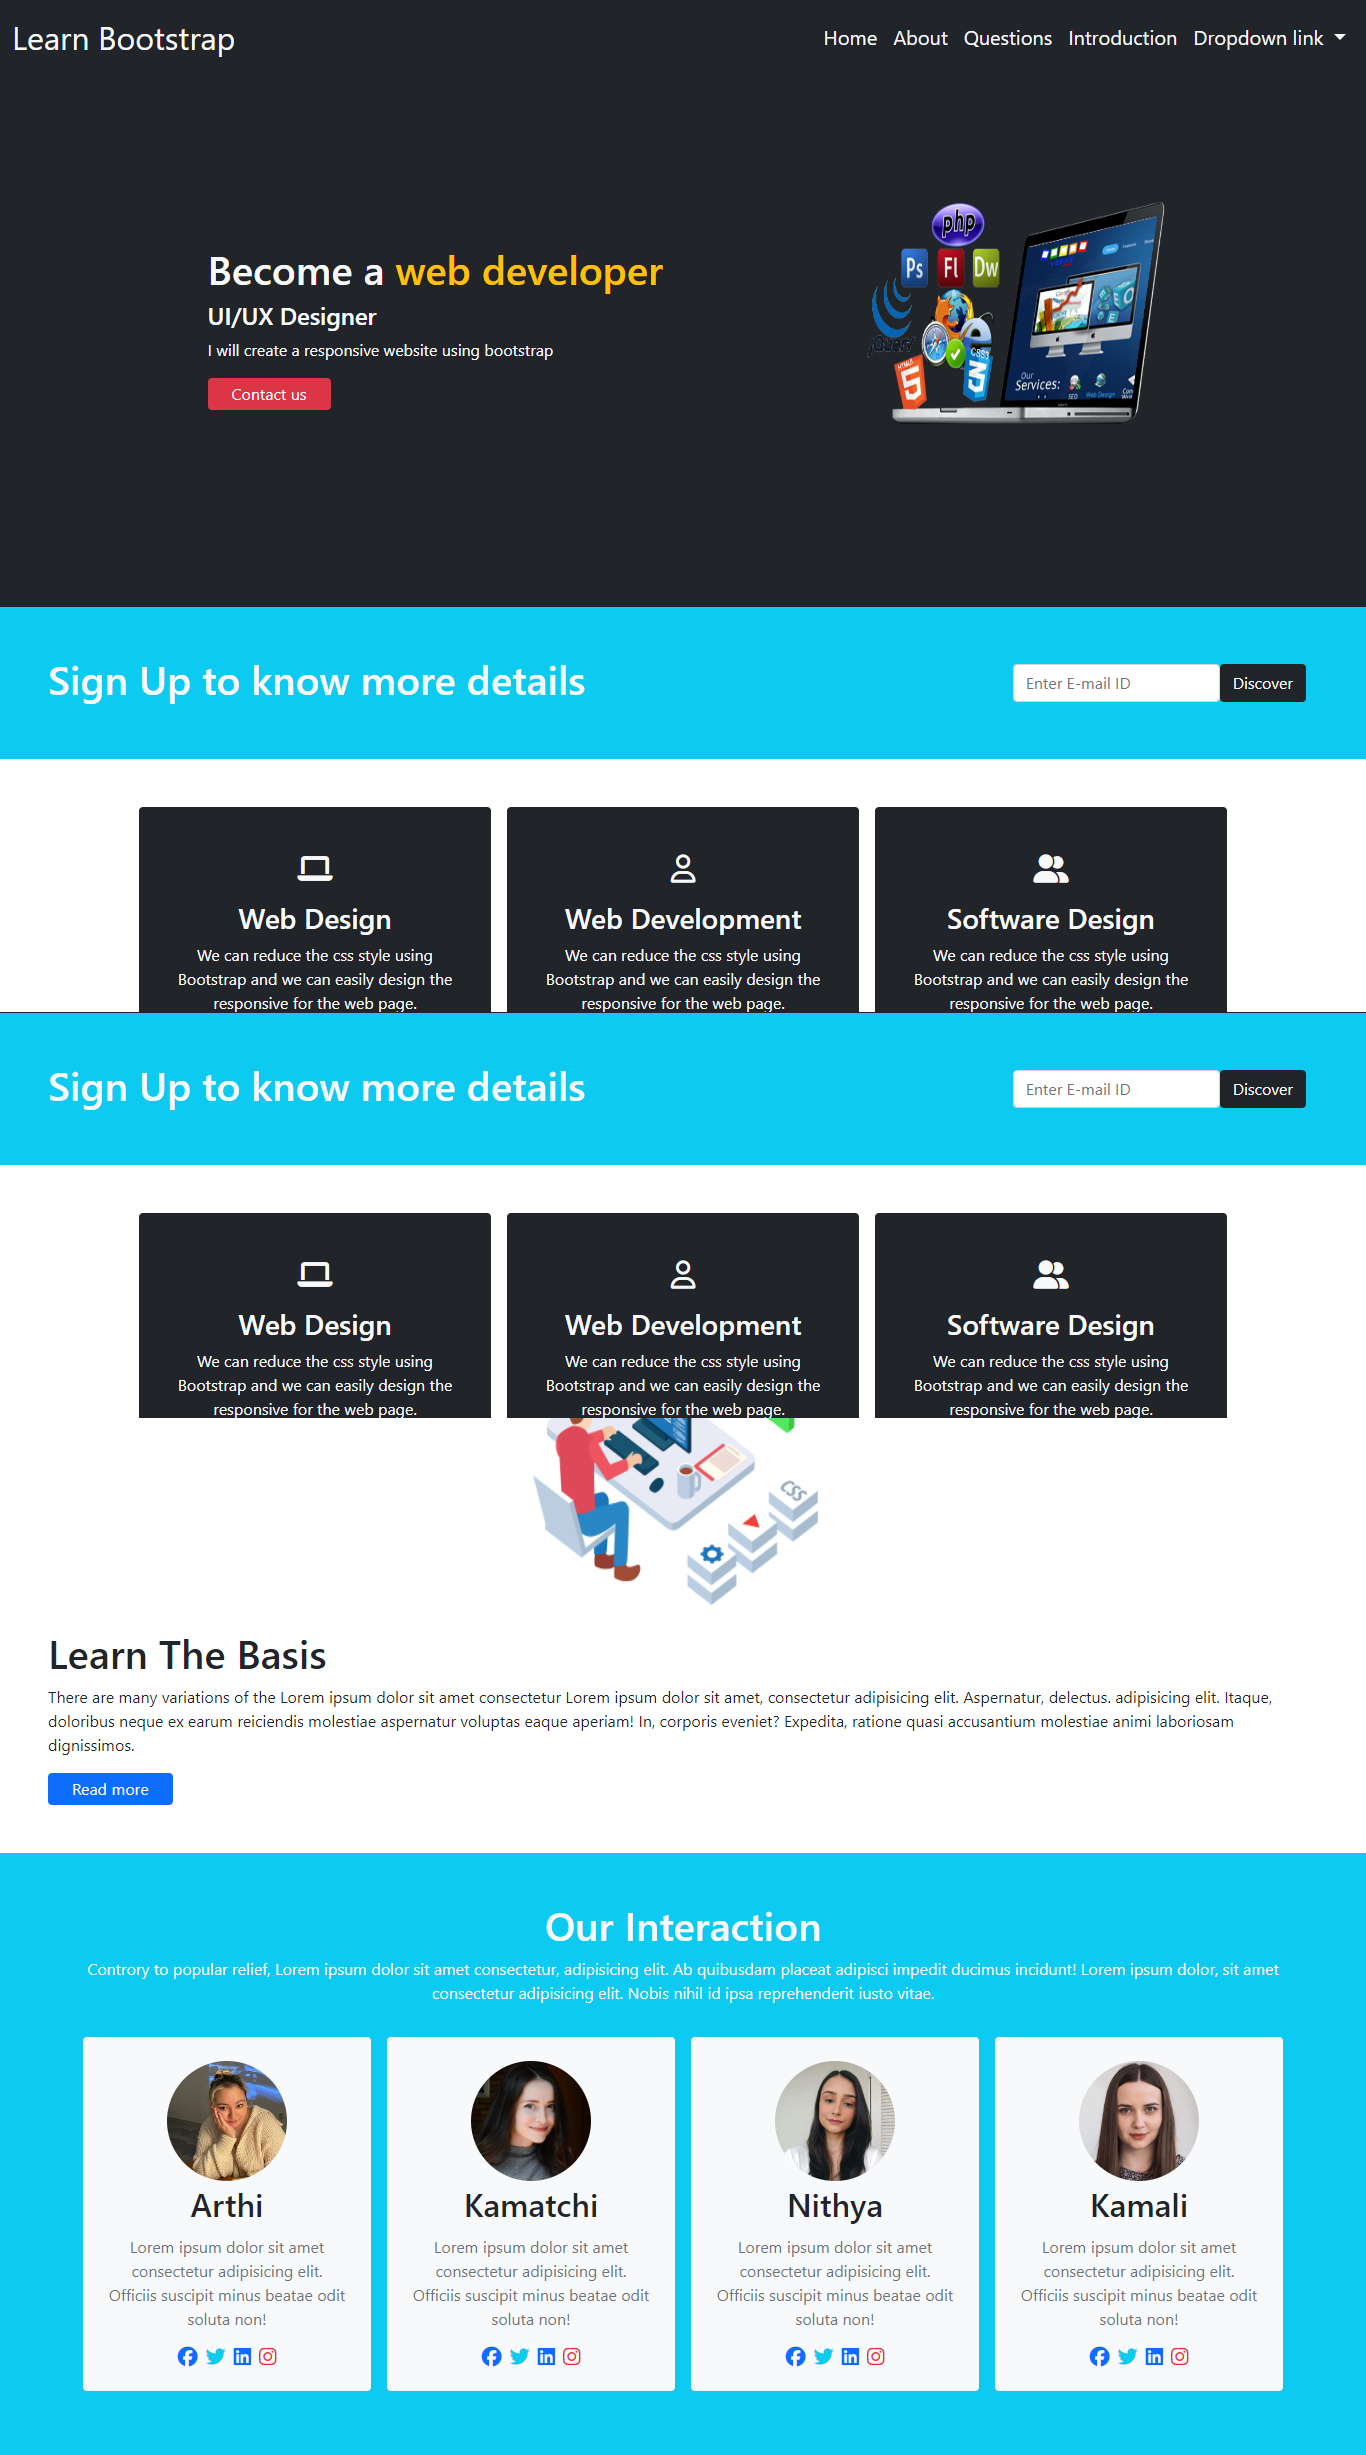 Learn Bootstrap
Home About Questions Introduction Dropdown link
php
Ps Fl Dw
Become a web developer
UI/UX Designer
I will create a responsive website using bootstrap
Contact us
jQuery
CSS3
HTML5
Our
Services:
SEO
Web Design
Sign Up to know more details
Enter E-mail ID Discover
Web Design
We can reduce the css style using
Bootstrap and we can easily design the
responsive for the web page.
Web Development
We can reduce the css style using
Bootstrap and we can easily design the
responsive for the web page.
Software Design
We can reduce the css style using
Bootstrap and we can easily design the
responsive for the web page.
Sign Up to know more details
Enter E-mail ID Discover
Web Design
We can reduce the css style using
Bootstrap and we can easily design the
responsive for the web page.
Web Development
We can reduce the css style using
Bootstrap and we can easily design the
responsive for the web page.
Software Design
We can reduce the css style using
Bootstrap and we can easily design the
responsive for the web page.
CSS
Learn The Basis
There are many variations of the Lorem ipsum dolor sit amet consectetur Lorem ipsum dolor sit amet, consectetur adipisicing elit. Aspernatur, delectus. adipisicing elit. Itaque,
doloribus neque ex earum reiciendis molestiae aspernatur voluptas eaque aperiam! In, corporis eveniet? Expedita, ratione quasi accusantium molestiae animi laboriosam
dignissimos.
Read more
Our Interaction
Controry to popular relief, Lorem ipsum dolor sit amet consectetur, adipisicing elit. Ab quibusdam placeat adipisci impedit ducimus incidunt! Lorem ipsum dolor, sit amet
consectetur adipisicing elit. Nobis nihil id ipsa reprehenderit iusto vitae.
Arthi
Lorem ipsum dolor sit amet
consectetur adipisicing elit.
Officiis suscipit minus beatae odit
soluta non!
Kamatchi
Lorem ipsum dolor sit amet
consectetur adipisicing elit.
Officiis suscipit minus beatae odit
soluta non!
Nithya
Lorem ipsum dolor sit amet
consectetur adipisicing elit.
Officiis suscipit minus beatae odit
soluta non!
Kamali
Lorem ipsum dolor sit amet
consectetur adipisicing elit.
Officiis suscipit minus beatae odit
soluta non!